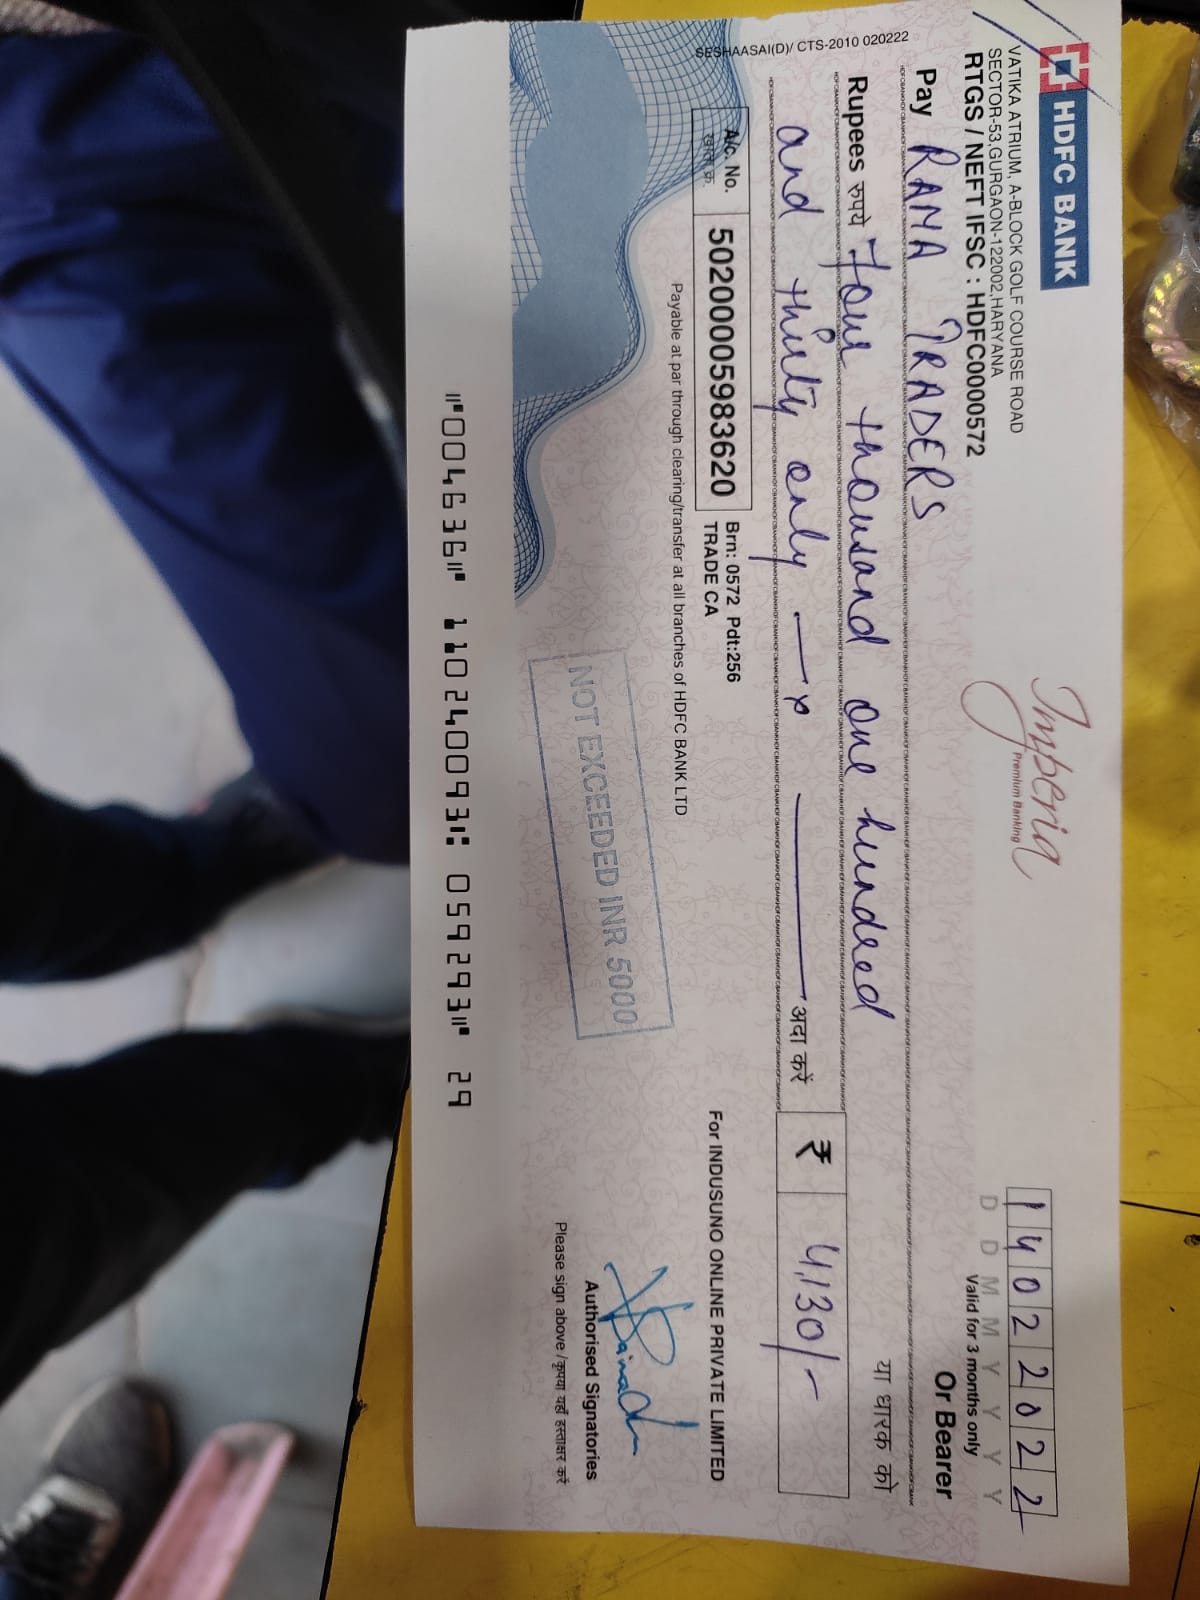 HDFC BANK
VATIKA ATRIUM, A-BLOCK GOLF COURSE ROAD
SECTOR-53,GURGAON-122002,HARYANA
RTGS / NEFT IFSC : HDFC0000572
Imperia
Premium Banking
14022022
D D M M Y Y Y Y
Valid for 3 months only
Pay RAMA TRADERS
Or Bearer
या धारक को
Rupees रुपये Four thousand one hundred
and thirty only
अदा करें
₹ 4,130/-
A/c. No.
खाता क्र.
50200005983620
Brn: 0572 Pdt:256
TRADE CA
For INDUSUNO ONLINE PRIVATE LIMITED
Payable at par through clearing/transfer at all branches of HDFC BANK LTD
NOT EXCEEDED INR 5000
Authorised Signatories
Please sign above /कृपया यहाँ हस्ताक्षर करें
SESHAASAI(D)/ CTS-2010 020222
⑈004636⑈ 110240093⑆ 059293⑈ 29